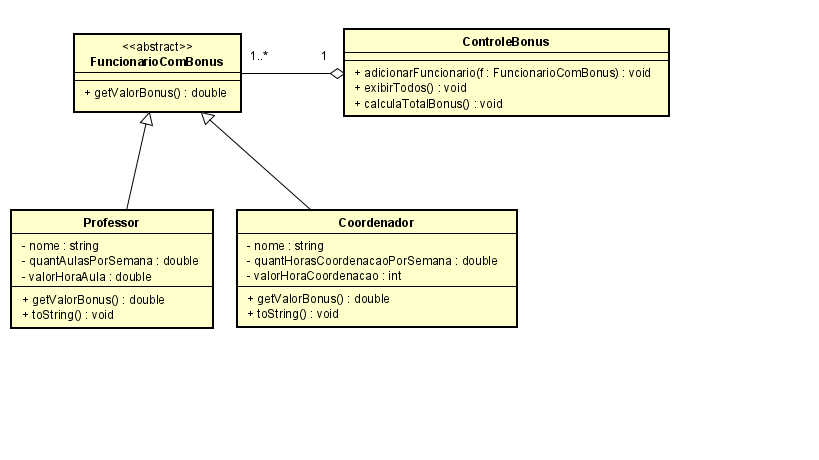 <<abstract>>
FuncionarioComBonus
+ getValorBonus() : double
1..*
1
ControleBonus
+ adicionarFuncionario(f : FuncionarioComBonus) : void
+ exibirTodos() : void
+ calculaTotalBonus() : void
Professor
- nome : string
- quantAulasPorSemana : double
- valorHoraAula : double
+ getValorBonus() : double
+ toString() : void
Coordenador
- nome : string
- quantHorasCoordenacaoPorSemana : double
- valorHoraCoordenacao : int
+ getValorBonus() : double
+ toString() : void